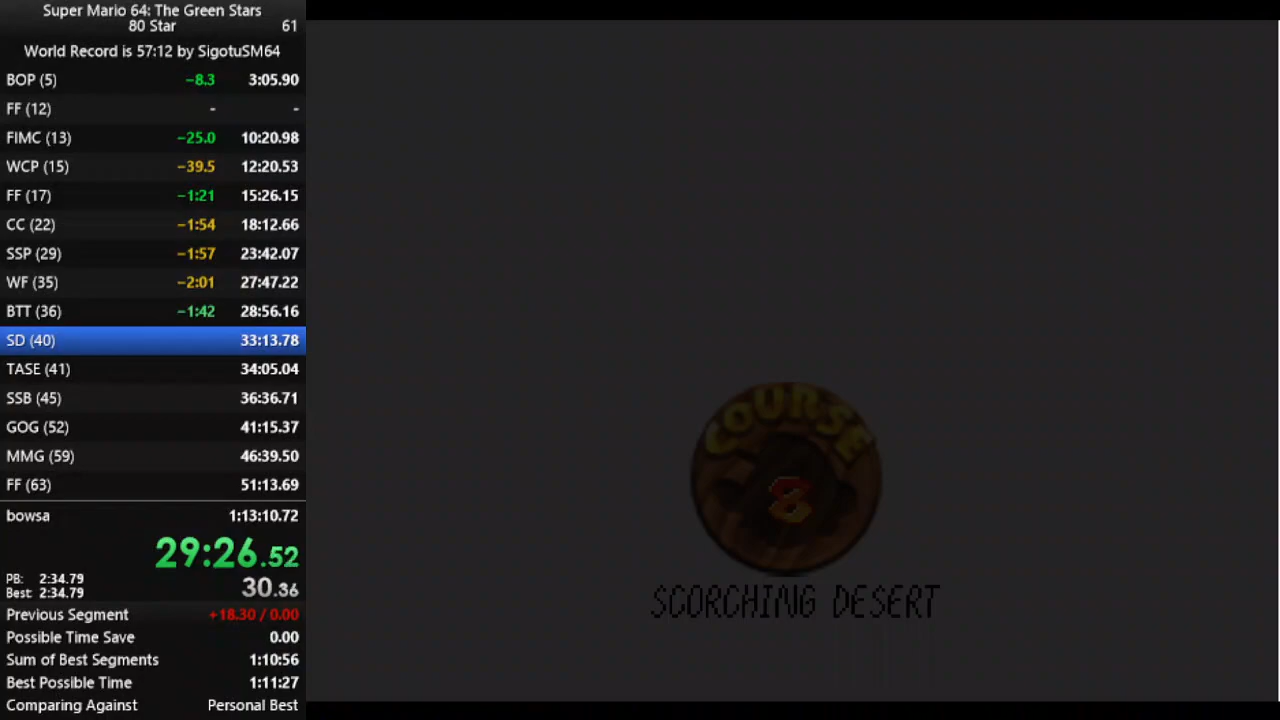 Super Mario 64: The Green Stars
80 Star 61
World Record is 57:12 by SigotuSM64
BOP (5) −8.3 3:05.90
FF (12) - -
FIMC (13) −25.0 10:20.98
WCP (15) −39.5 12:20.53
FF (17) −1:21 15:26.15
CC (22) −1:54 18:12.66
SSP (29) −1:57 23:42.07
WF (35) −2:01 27:47.22
BTT (36) −1:42 28:56.16
SD (40) 33:13.78
TASE (41) 34:05.04
SSB (45) 36:36.71
GOG (52) 41:15.37
MMG (59) 46:39.50
FF (63) 51:13.69
bowsa 1:13:10.72
29:26.52
PB: 2:34.79
Best: 2:34.79
30.36
Previous Segment +18.30 / 0.00
Possible Time Save 0.00
Sum of Best Segments 1:10:56
Best Possible Time 1:11:27
Comparing Against Personal Best
COURSE
8
SCORCHING DESERT